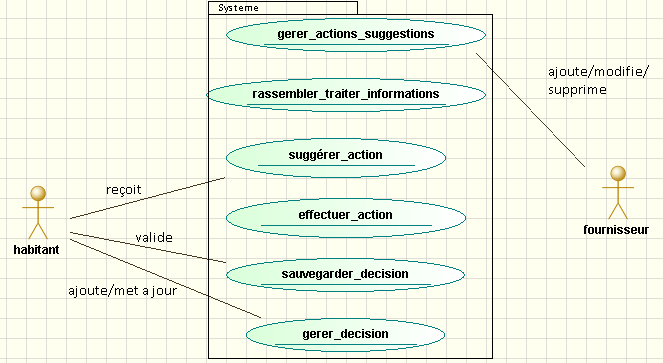 Systeme
gerer_actions_suggestions
ajoute/modifie/
supprime
rassembler_traiter_informations
suggérer_action
reçoit
habitant
fournisseur
effectuer_action
valide
sauvegarder_decision
ajoute/met a jour
gerer_decision